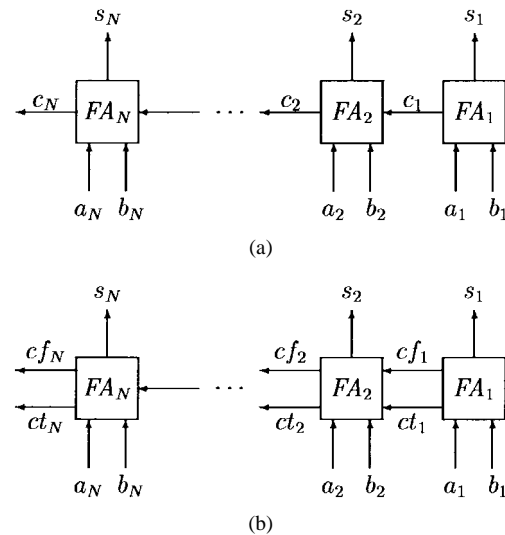 s_N s_2 s_1
c_N FA_N ... c_2 FA_2 c_1 FA_1
a_N b_N a_2 b_2 a_1 b_1
(a)
s_N s_2 s_1
cf_N cf_2 cf_1
FA_N ... FA_2 FA_1
ct_N ct_2 ct_1
a_N b_N a_2 b_2 a_1 b_1
(b)